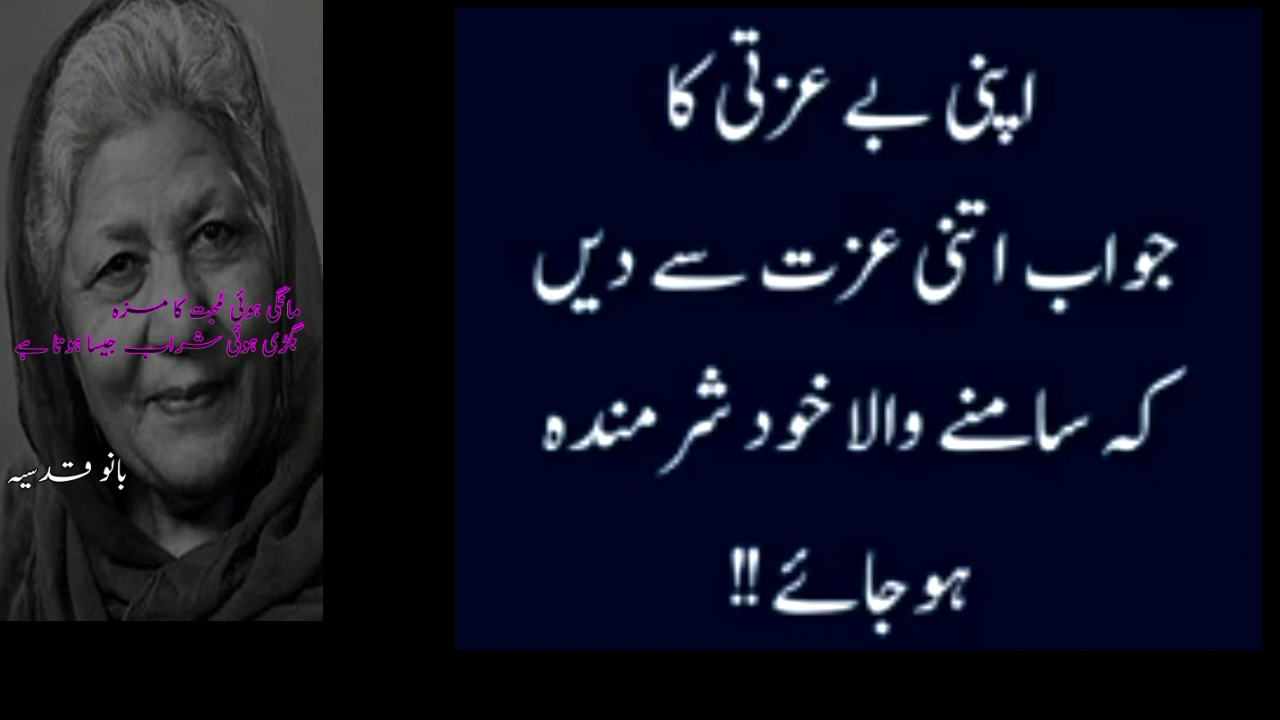 اپنی بے عزتی کا
جواب اتنی عزت سے دیں
کہ سامنے والا خود شرمندہ
ہو جائے !!
مانگی ہوئی محبت کا مزہ
بگڑی ہوئی شراب جیسا ہوتا ہے
بانو قدسیہ